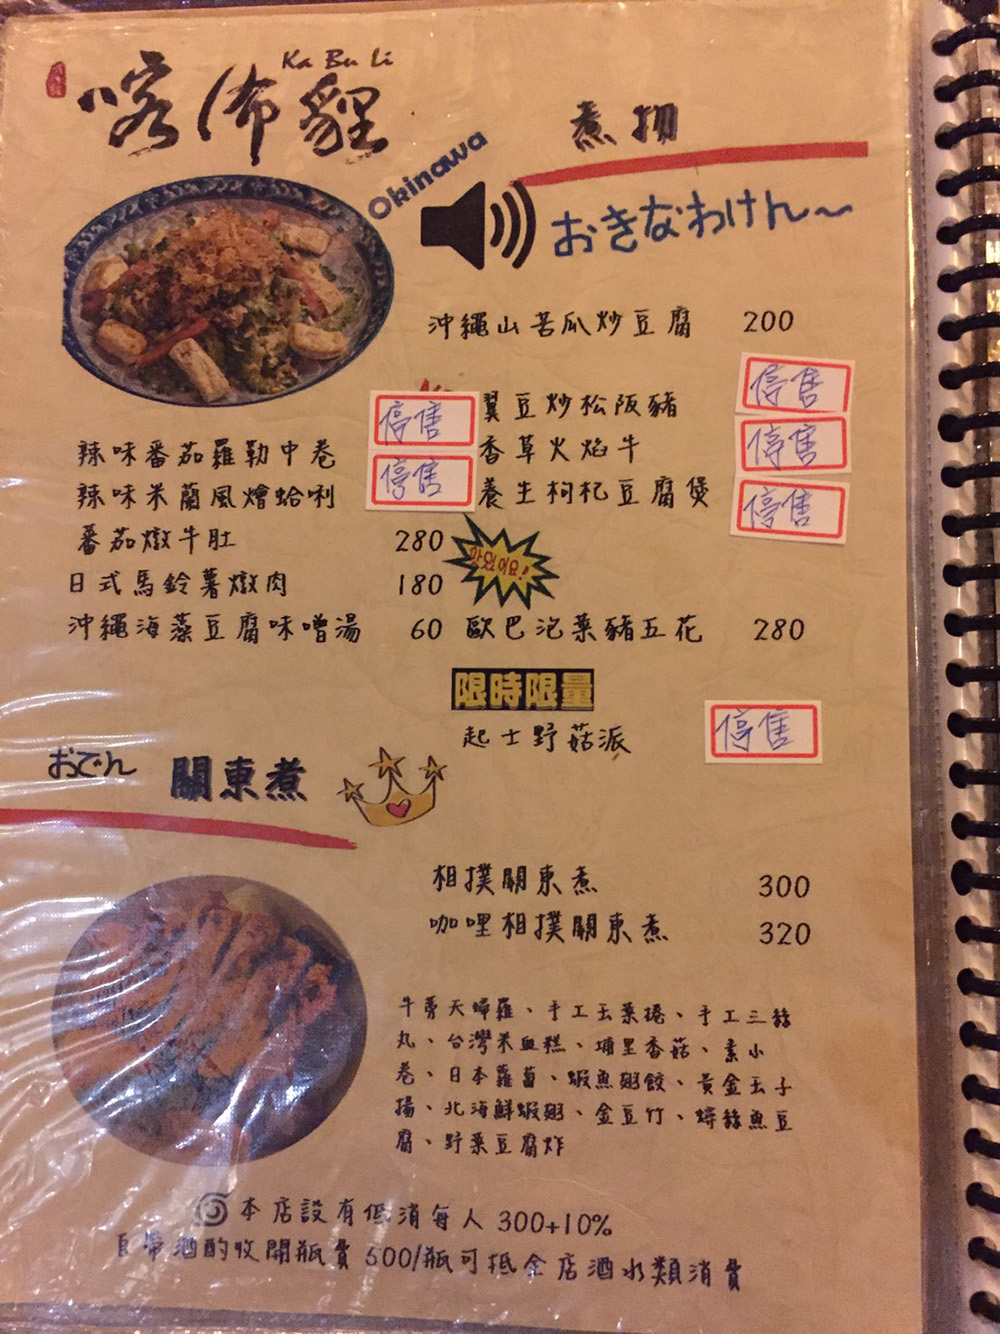 Ka Bu Li
喀佈貍
煮物
Okinawa
おきなわけん～
沖繩山苦瓜炒豆腐 200
翼豆炒松阪豬 停售
香草火焰牛 停售
養生枸杞豆腐煲 停售
辣味番茄羅勒中卷 停售
辣味米蘭風燴蛤唎 停售
番茄燉牛肚 280
日式馬鈴薯燉肉 180
沖繩海藻豆腐味噌湯 60
맛있어요!
歐巴泡菜豬五花 280
限時限量
起士野菇派 停售
おでん 關東煮
相撲關東煮 300
咖哩相撲關東煮 320
牛蒡天婦羅、手工玉菜捲、手工三絲
丸、台灣米血糕、埔里香菇、素小
卷、日本蘿蔔、蝦魚卵餃、黃金玉子
揚、北海鮮蝦卵、金豆竹、蟳絲魚豆
腐、野菜豆腐炸
本店設有低消每人 300+10%
自帶酒酌收開瓶費 500/瓶可抵全店酒水類消費